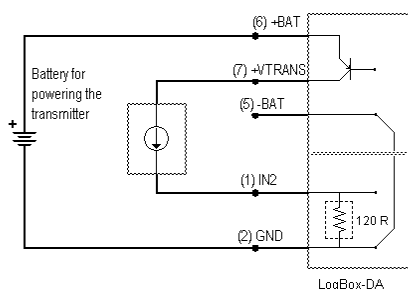 (6) +BAT
Battery for
powering the
transmitter
(7) +VTRANS
(5) -BAT
+
(1) IN2
120 R
(2) GND
LogBox-DA